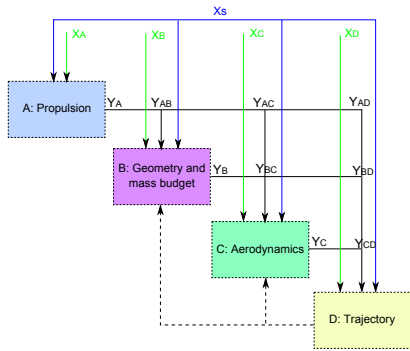 Xs
XA
XB
XC
XD
A: Propulsion
YA
YAB
YAC
YAD
B: Geometry and
mass budget
YB
YBC
YBD
C: Aerodynamics
YC
YCD
D: Trajectory